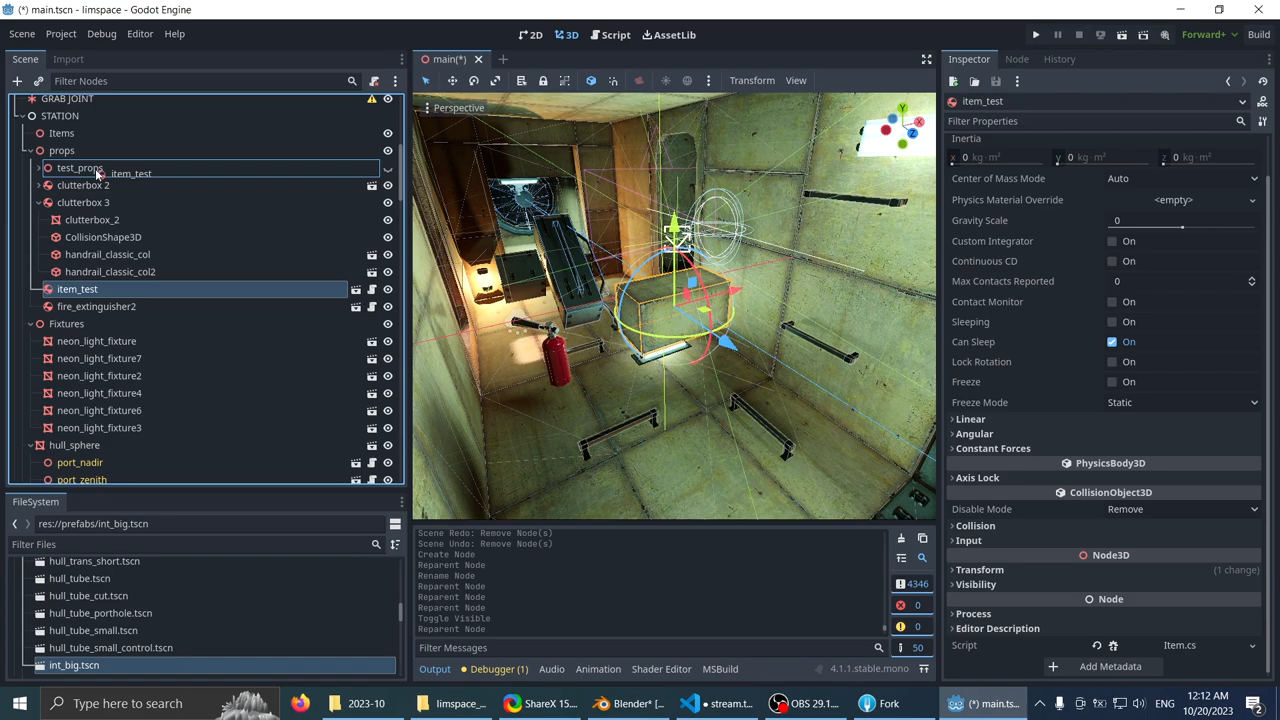 (*) main.tscn - limspace - Godot Engine
Scene Project Debug Editor Help
2D 3D Script AssetLib
Forward+ Build
Scene Import
main(*)
Inspector Node History
Filter Nodes
Transform View
item_test
Perspective
Filter Properties
GRAB JOINT
STATION
Items
props
test_props
item_test
clutterbox 2
clutterbox 3
clutterbox_2
CollisionShape3D
handrail_classic_col
handrail_classic_col2
item_test
fire_extinguisher2
Fixtures
neon_light_fixture
neon_light_fixture7
neon_light_fixture2
neon_light_fixture4
neon_light_fixture6
neon_light_fixture3
hull_sphere
port_nadir
port_zenith
Y
X
Z
Inertia
x 0 kg·m² y 0 kg·m² z 0 kg·m²
Center of Mass Mode Auto
Physics Material Override <empty>
Gravity Scale 0
Custom Integrator On
Continuous CD On
Max Contacts Reported 0
Contact Monitor On
Sleeping On
Can Sleep On
Lock Rotation On
Freeze On
Freeze Mode Static
Linear
Angular
Constant Forces
PhysicsBody3D
Axis Lock
CollisionObject3D
Disable Mode Remove
Collision
Input
Node3D
Transform (1 change)
Visibility
Node
Process
Editor Description
Script Item.cs
Add Metadata
FileSystem
res://prefabs/int_big.tscn
Filter Files
hull_trans_short.tscn
hull_tube.tscn
hull_tube_cut.tscn
hull_tube_porthole.tscn
hull_tube_small.tscn
hull_tube_small_control.tscn
int_big.tscn
Scene Redo: Remove Node(s)
Scene Undo: Remove Node(s)
Create Node
Reparent Node
Rename Node
Reparent Node
Reparent Node
Reparent Node
Toggle Visible
Reparent Node
4346
0
0
50
Filter Messages
Output Debugger (1) Audio Animation Shader Editor MSBuild 4.1.1.stable.mono
Type here to search
2023-10
limspace_...
ShareX 15....
Blender* [...
stream.t...
OBS 29.1...
Fork
(*) main.ts...
ENG
12:12 AM
10/20/2023
2